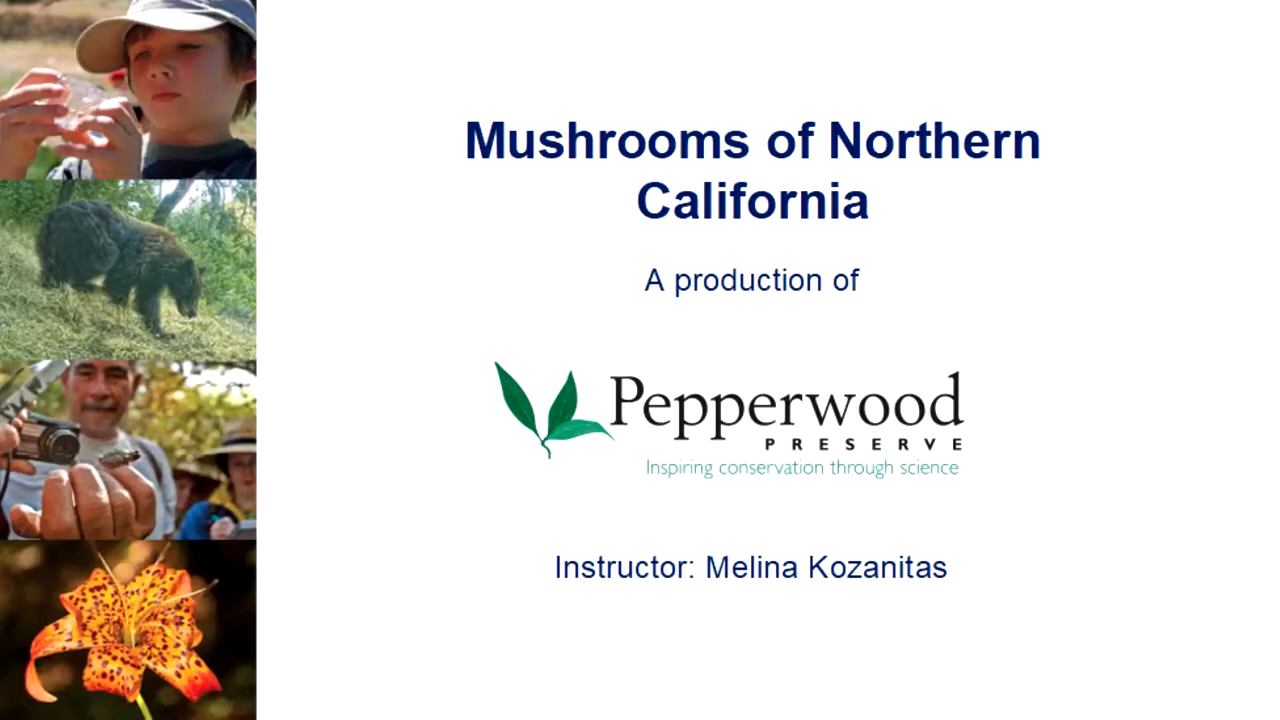 Mushrooms of Northern
California
A production of
Pepperwood
PRESERVE
Inspiring conservation through science
Instructor: Melina Kozanitas